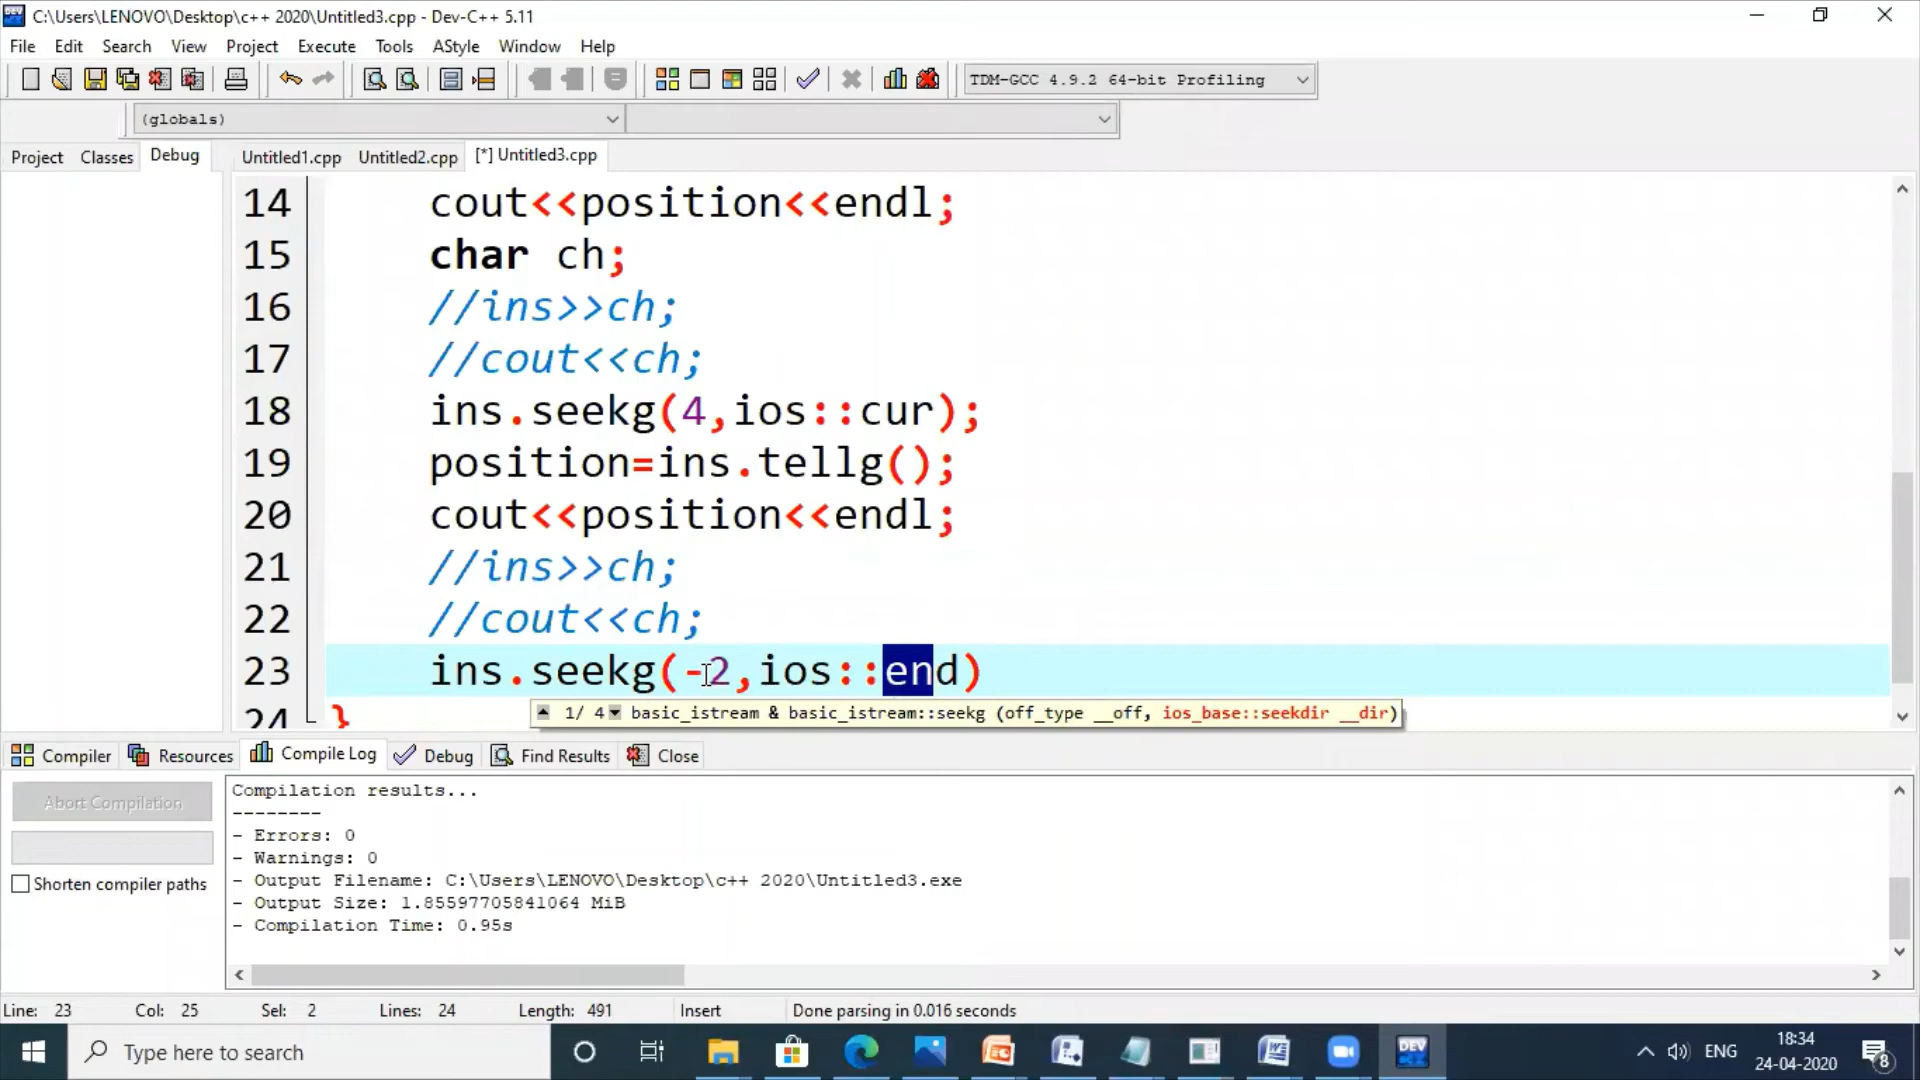 C:\Users\LENOVO\Desktop\c++ 2020\Untitled3.cpp - Dev-C++ 5.11
File Edit Search View Project Execute Tools AStyle Window Help
TDM-GCC 4.9.2 64-bit Profiling
(globals)
Project Classes Debug Untitled1.cpp Untitled2.cpp [*] Untitled3.cpp
14 cout<<position<<endl;
15 char ch;
16 //ins>>ch;
17 //cout<<ch;
18 ins.seekg(4,ios::cur);
19 position=ins.tellg();
20 cout<<position<<endl;
21 //ins>>ch;
22 //cout<<ch;
23 ins.seekg(-2,ios::end)
24 }
1/ 4 basic_istream & basic_istream::seekg (off_type __off, ios_base::seekdir __dir)
Compiler Resources Compile Log Debug Find Results Close
Abort Compilation
Shorten compiler paths
Compilation results...
--------
- Errors: 0
- Warnings: 0
- Output Filename: C:\Users\LENOVO\Desktop\c++ 2020\Untitled3.exe
- Output Size: 1.85597705841064 MiB
- Compilation Time: 0.95s
Line: 23 Col: 25 Sel: 2 Lines: 24 Length: 491 Insert Done parsing in 0.016 seconds
Type here to search
DEV
ENG
18:34
24-04-2020
8